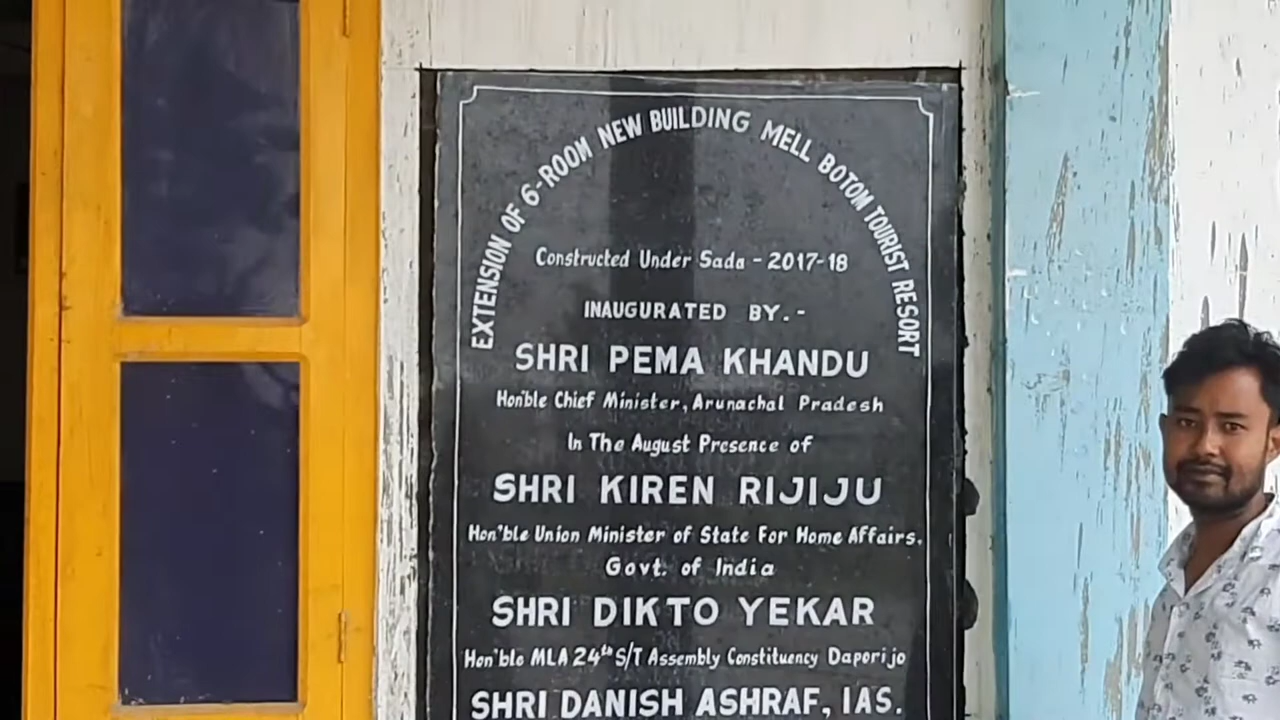 EXTENSION OF 6-ROOM NEW BUILDING MELL BOTOM TOURIST RESORT
Constructed Under Sada - 2017-18
INAUGURATED BY.-
SHRI PEMA KHANDU
Hon'ble Chief Minister, Arunachal Pradesh
In The August Presence of
SHRI KIREN RIJIJU
Hon'ble Union Minister of State For Home Affairs.
Govt. of India
SHRI DIKTO YEKAR
Hon'ble MLA 24th S/T Assembly Constituency Daporijo
SHRI DANISH ASHRAF, IAS.